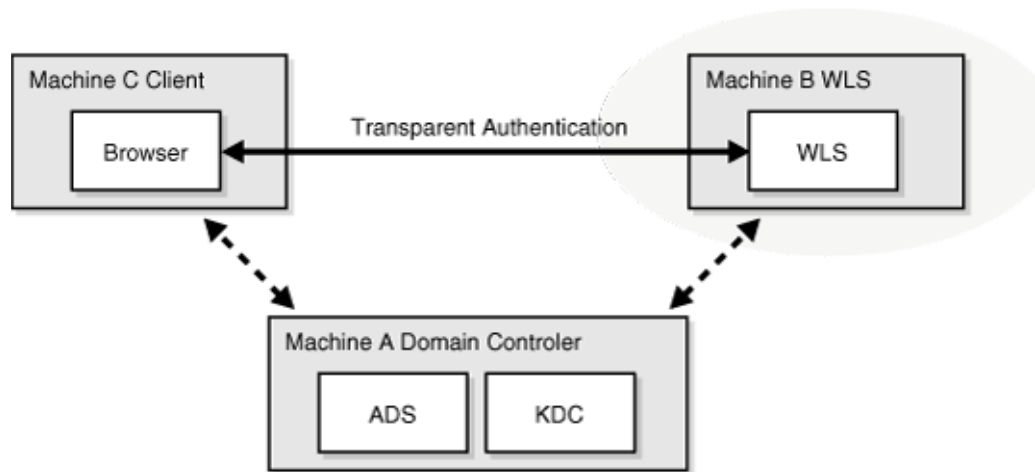 Machine C Client
Browser
Transparent Authentication
Machine B WLS
WLS
Machine A Domain Controler
ADS
KDC